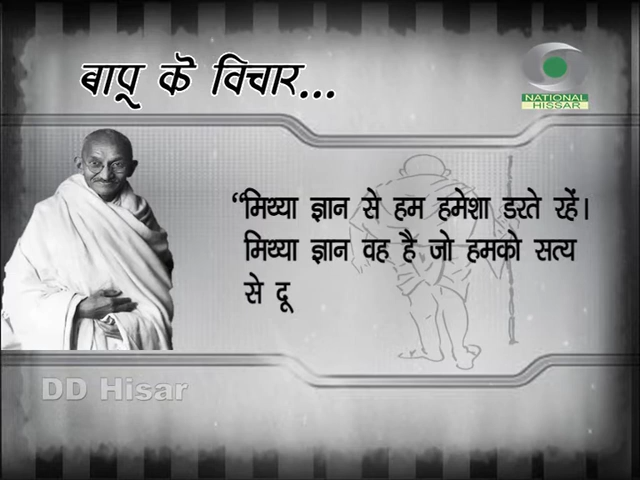 बापू के विचार...
NATIONAL
HISSAR
“मिथ्या ज्ञान से हम हमेशा डरते रहें।
मिथ्या ज्ञान वह है जो हमको सत्य
से दू
DD Hisar